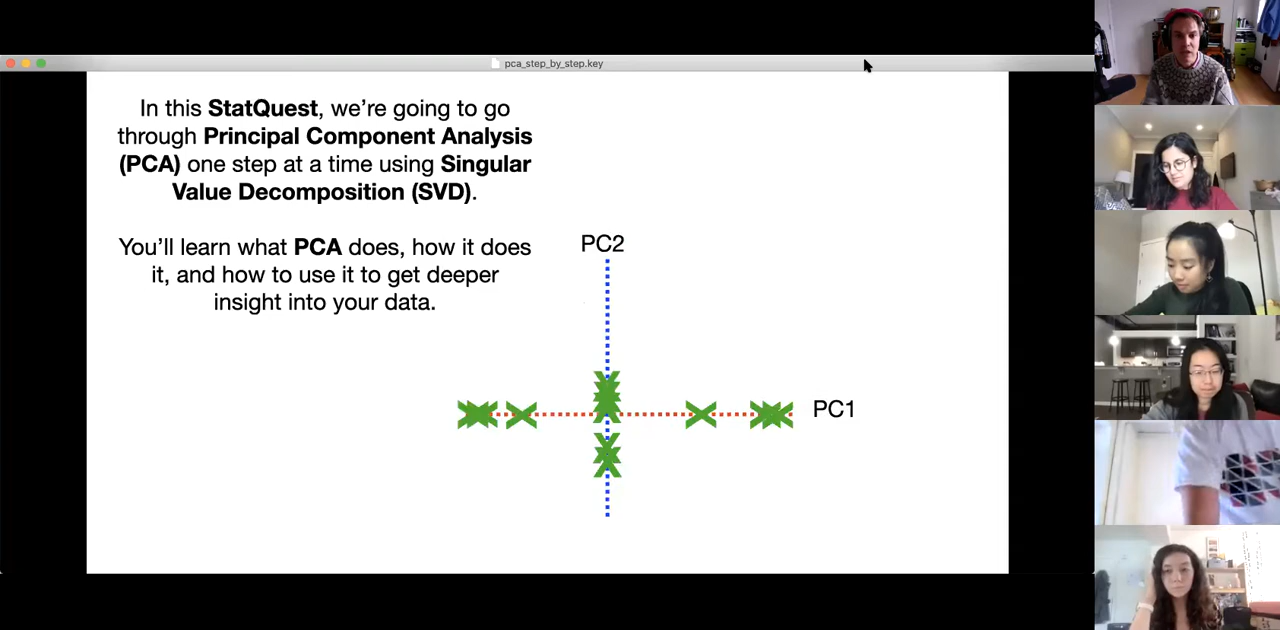 pca_step_by_step.key
In this StatQuest, we’re going to go
through Principal Component Analysis
(PCA) one step at a time using Singular
Value Decomposition (SVD).
You’ll learn what PCA does, how it does
it, and how to use it to get deeper
insight into your data.
PC2
PC1